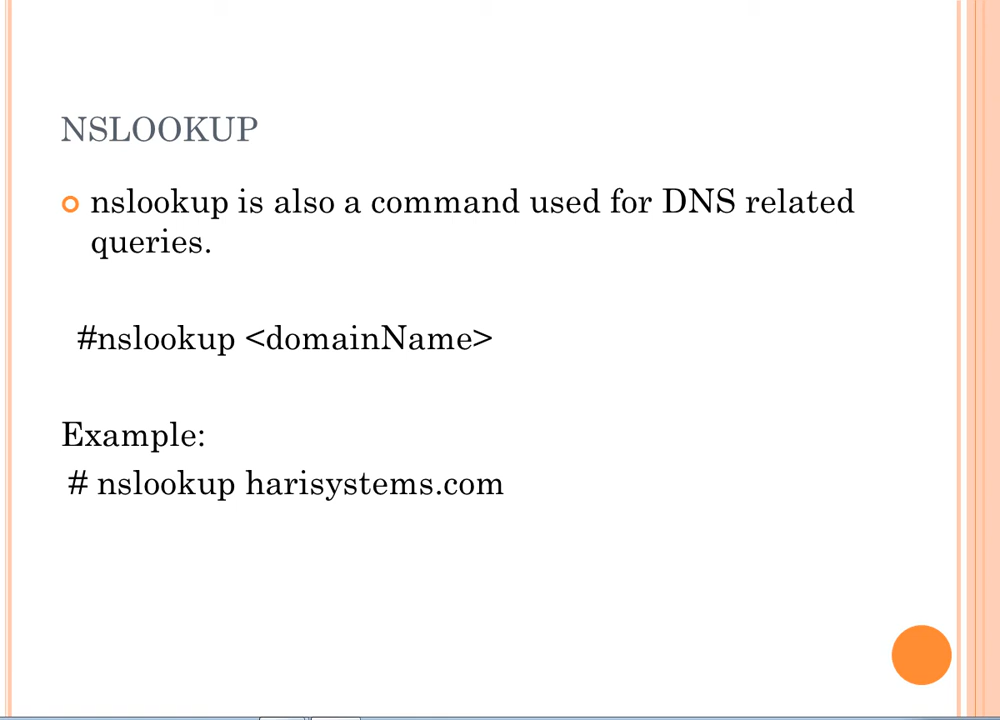 NSLOOKUP
nslookup is also a command used for DNS related
queries.
#nslookup <domainName>
Example:
# nslookup harisystems.com